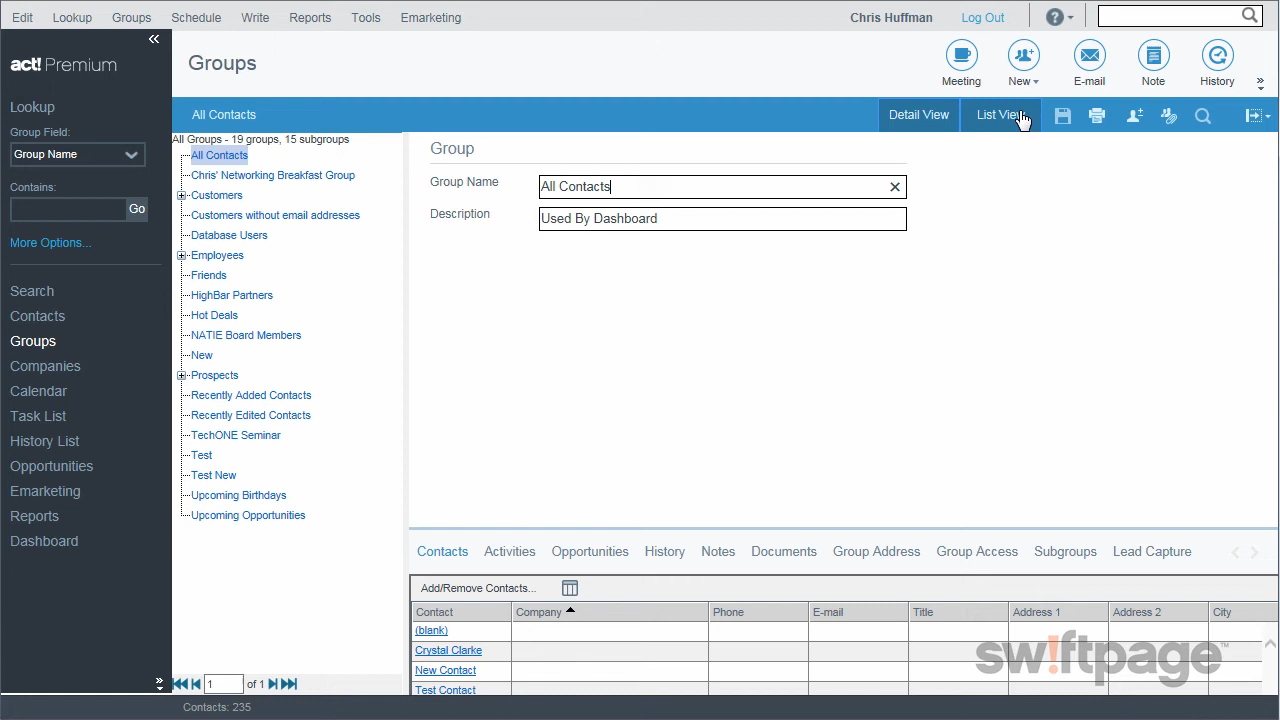 Edit Lookup Groups Schedule Write Reports Tools Emarketing Chris Huffman Log Out ?
act! Premium
Groups
Meeting New E-mail Note History
Lookup
Group Field:
Group Name
Contains:
Go
More Options...
Search
Contacts
Groups
Companies
Calendar
Task List
History List
Opportunities
Emarketing
Reports
Dashboard
All Contacts Detail View List View
All Groups - 19 groups, 15 subgroups
All Contacts
Chris' Networking Breakfast Group
Customers
Customers without email addresses
Database Users
Employees
Friends
HighBar Partners
Hot Deals
NATIE Board Members
New
Prospects
Recently Added Contacts
Recently Edited Contacts
TechONE Seminar
Test
Test New
Upcoming Birthdays
Upcoming Opportunities
1 of 1
Group
Group Name All Contacts
Description Used By Dashboard
Contacts Activities Opportunities History Notes Documents Group Address Group Access Subgroups Lead Capture
Add/Remove Contacts...
Contact Company Phone E-mail Title Address 1 Address 2 City
(blank)
Crystal Clarke
New Contact
Test Contact
sw!ftpage™
Contacts: 235